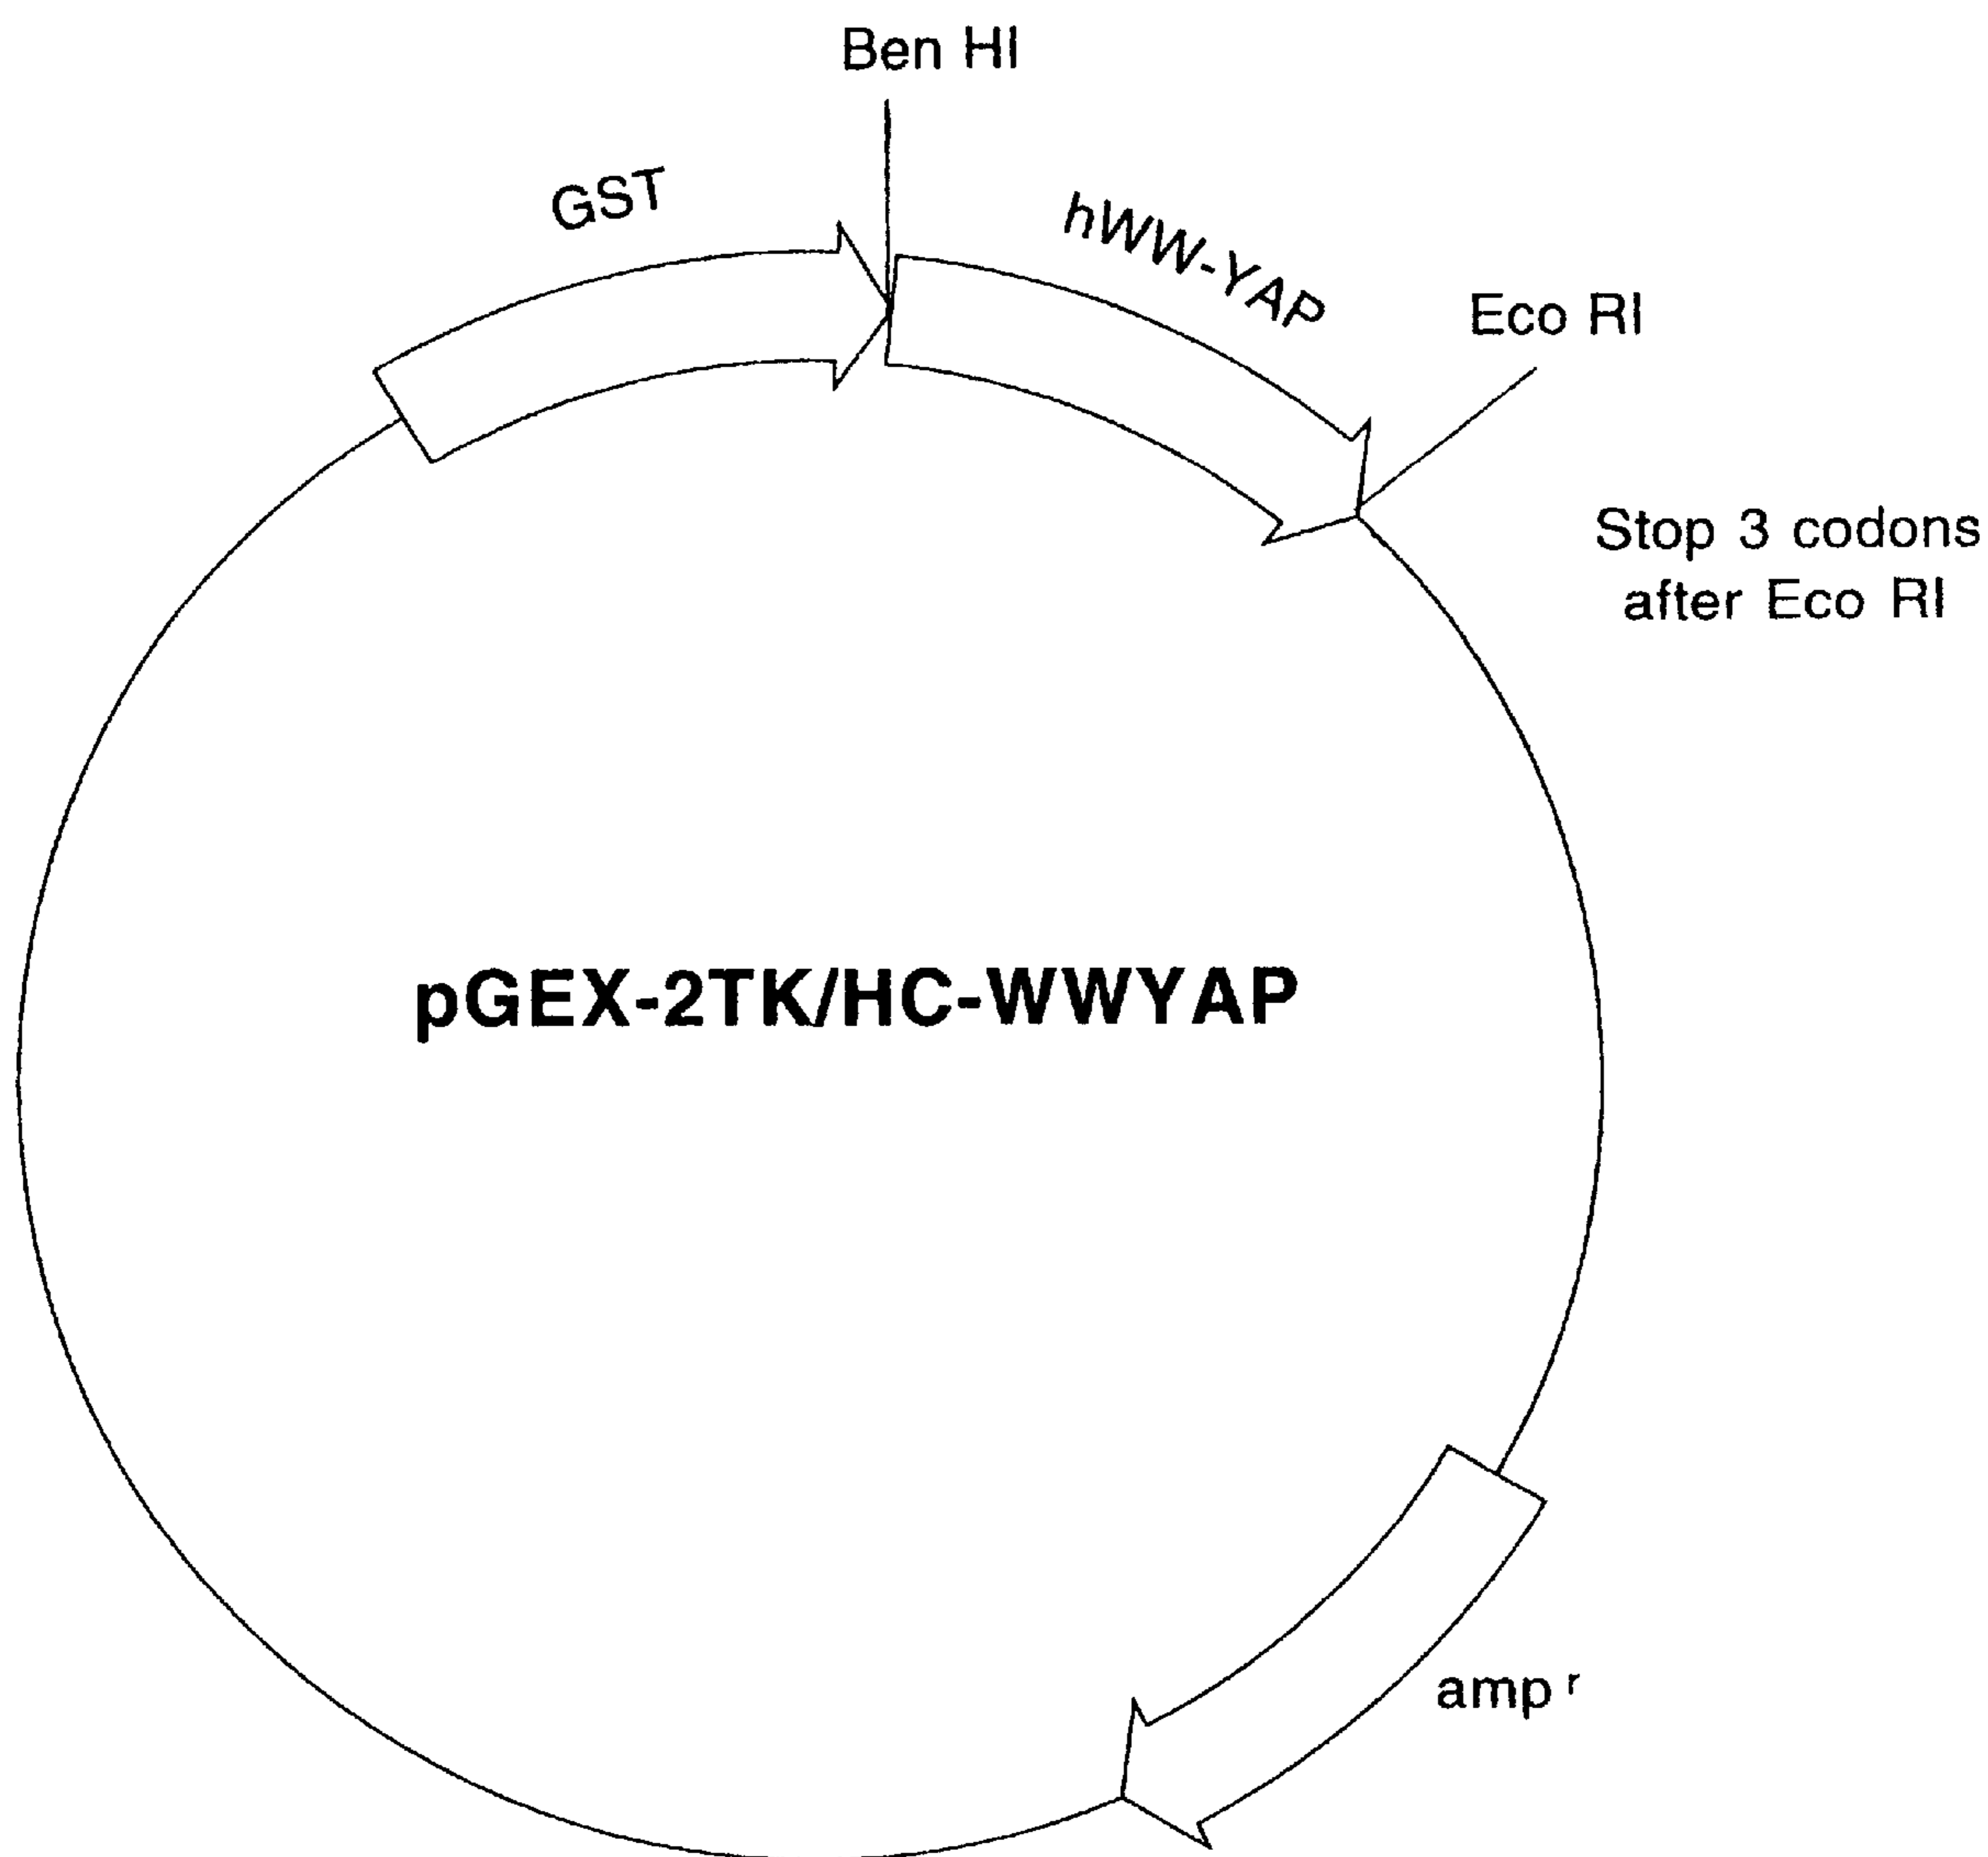 Ben HI
GST
hWW-YAP
Eco RI
Stop 3 codons
after Eco RI
pGEX-2TK/HC-WWYAP
amp r